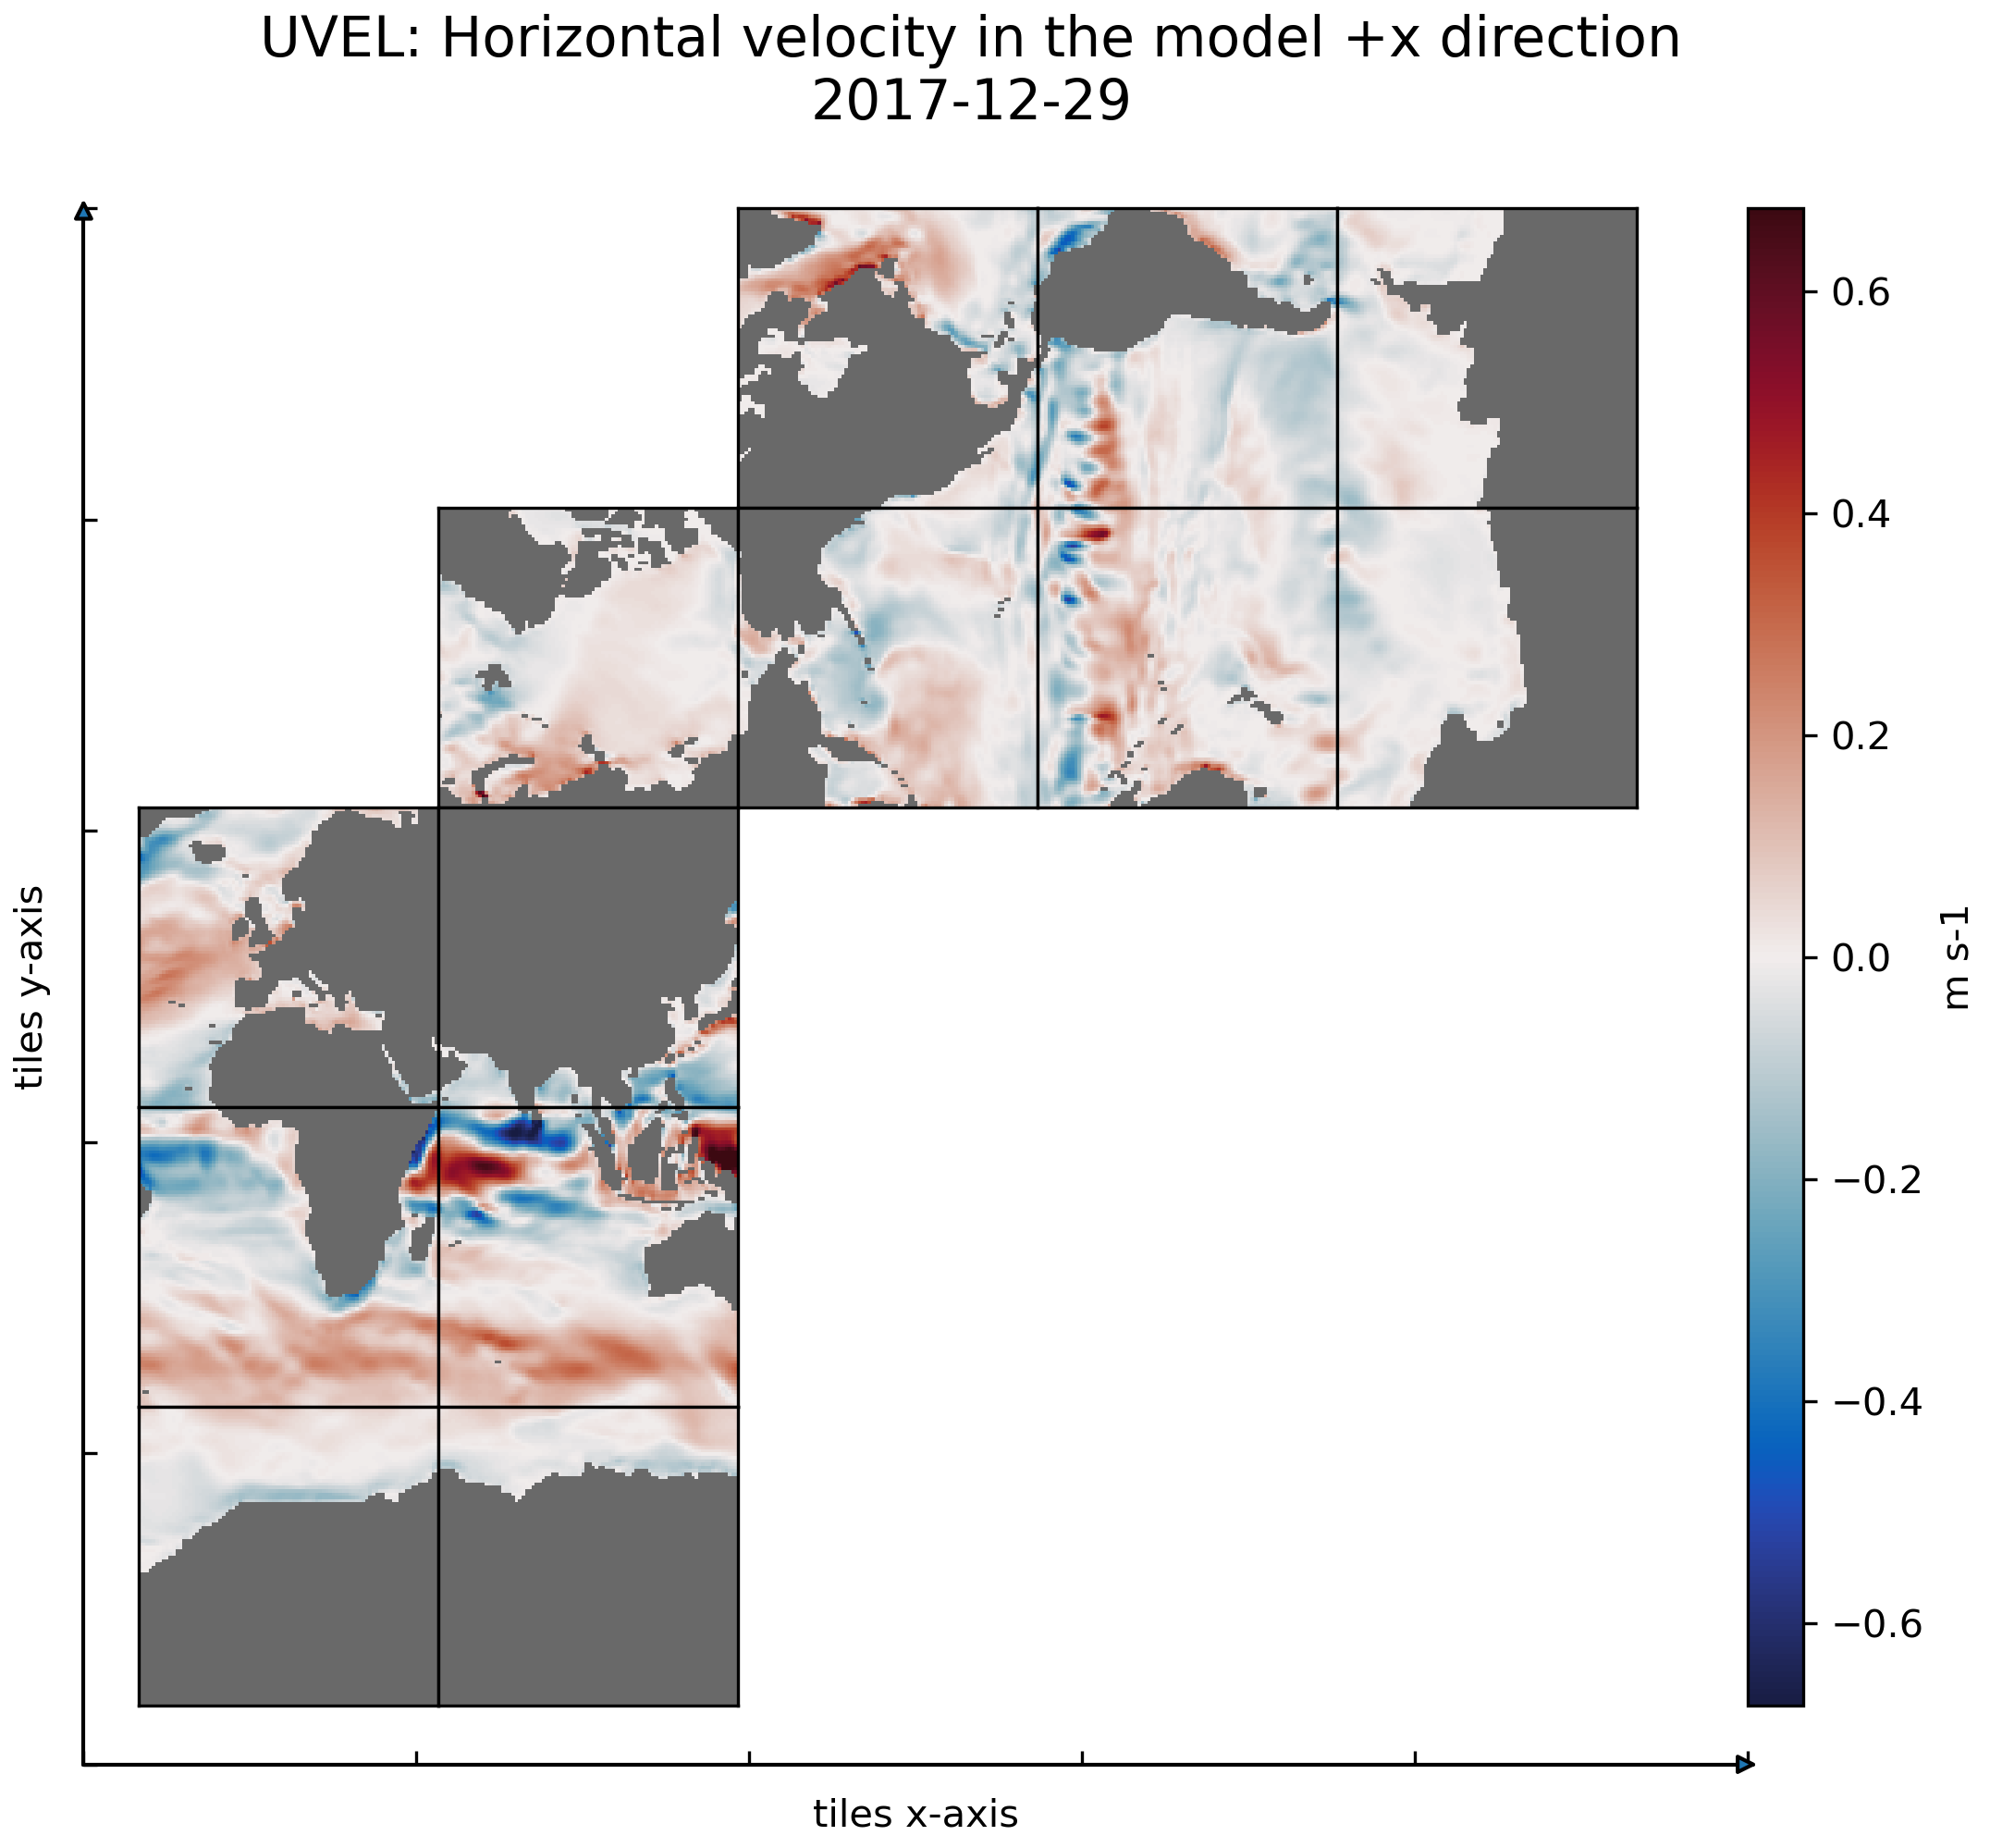 UVEL: Horizontal velocity in the model +x direction
2017-12-29
tiles y-axis
tiles x-axis
0.6
0.4
0.2
0.0
−0.2
−0.4
−0.6
m s-1